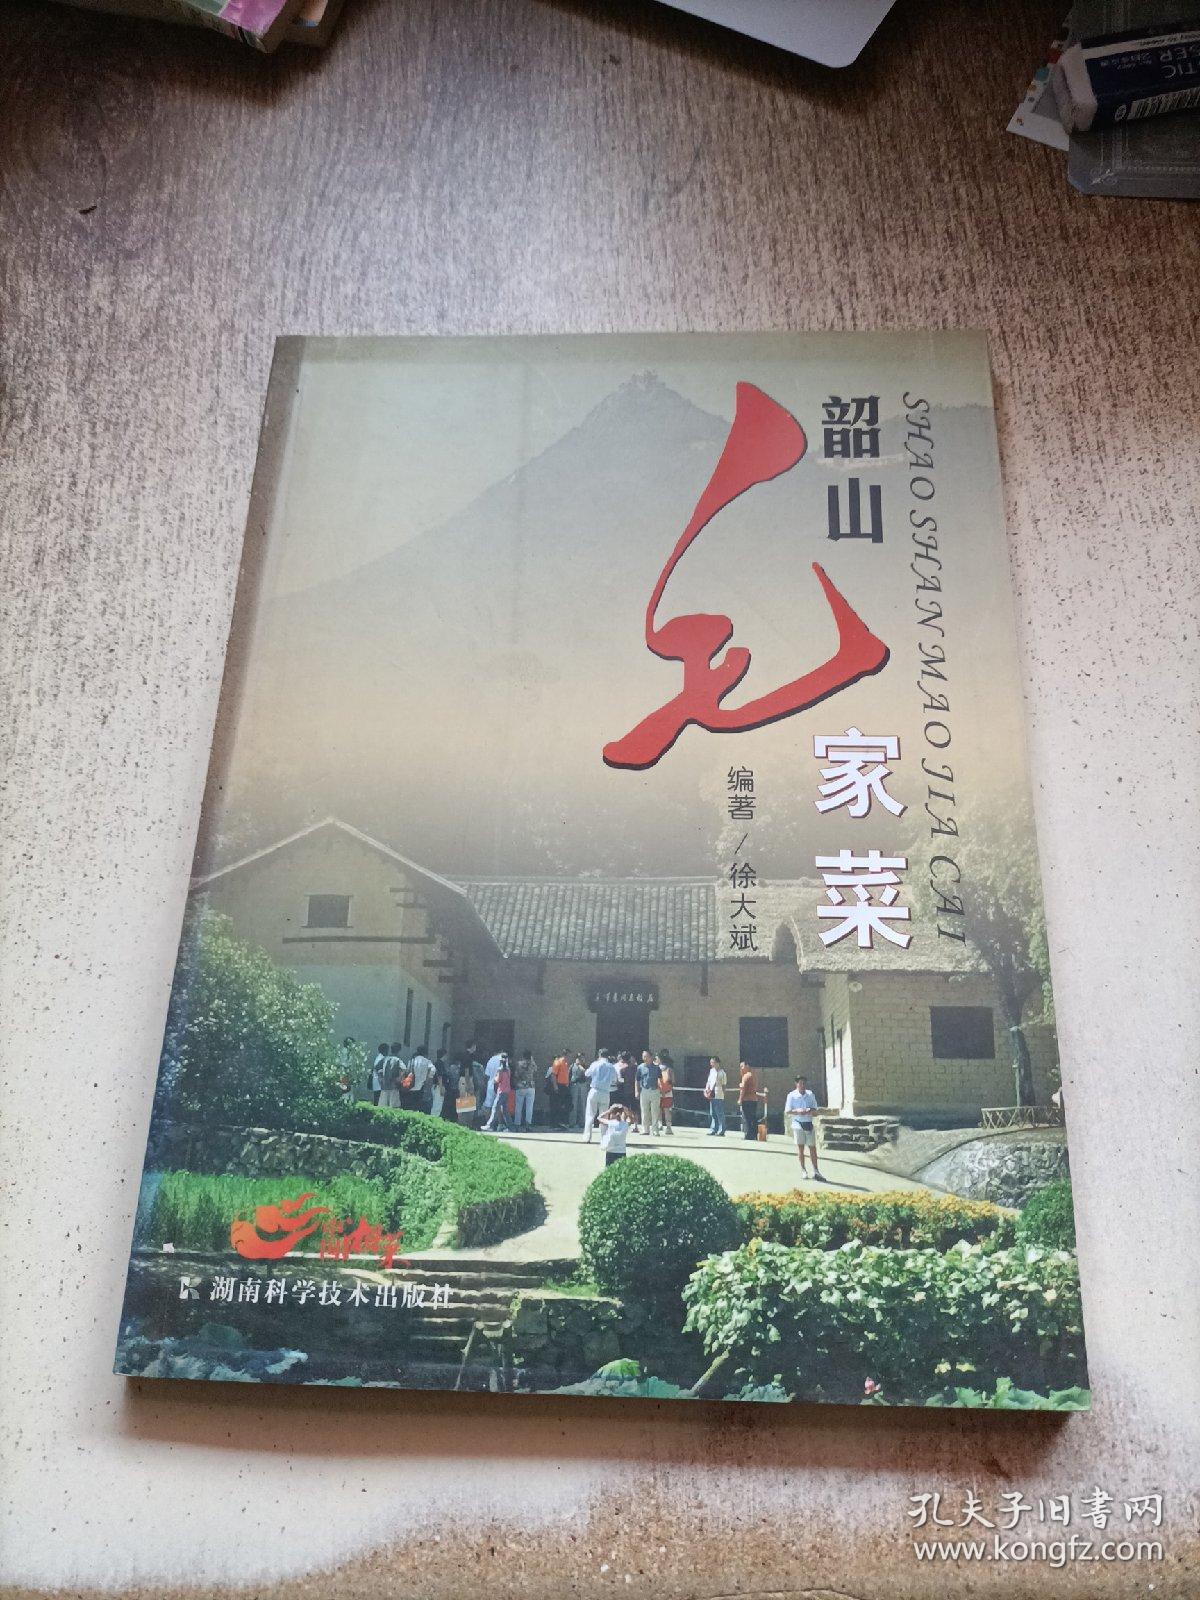 韶山
毛
家菜
SHAO SHAN MAO JIA CAI
编著/徐大斌
湖南科学技术出版社
孔夫子旧书网
www.kongfz.com